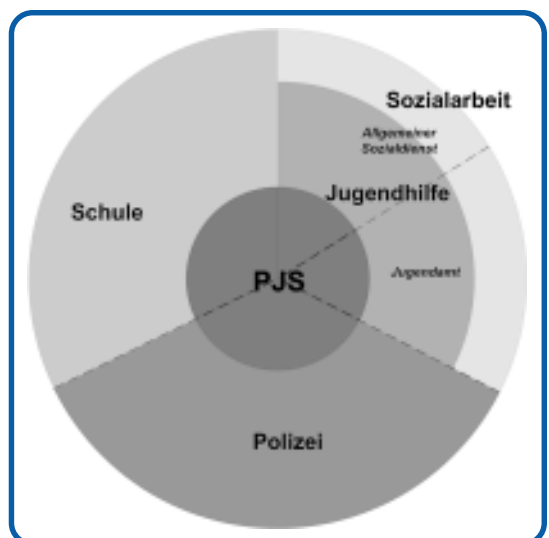 Sozialarbeit
Allgemeiner
Sozialdienst
Jugendhilfe
Schule
Jugendamt
PJS
Polizei